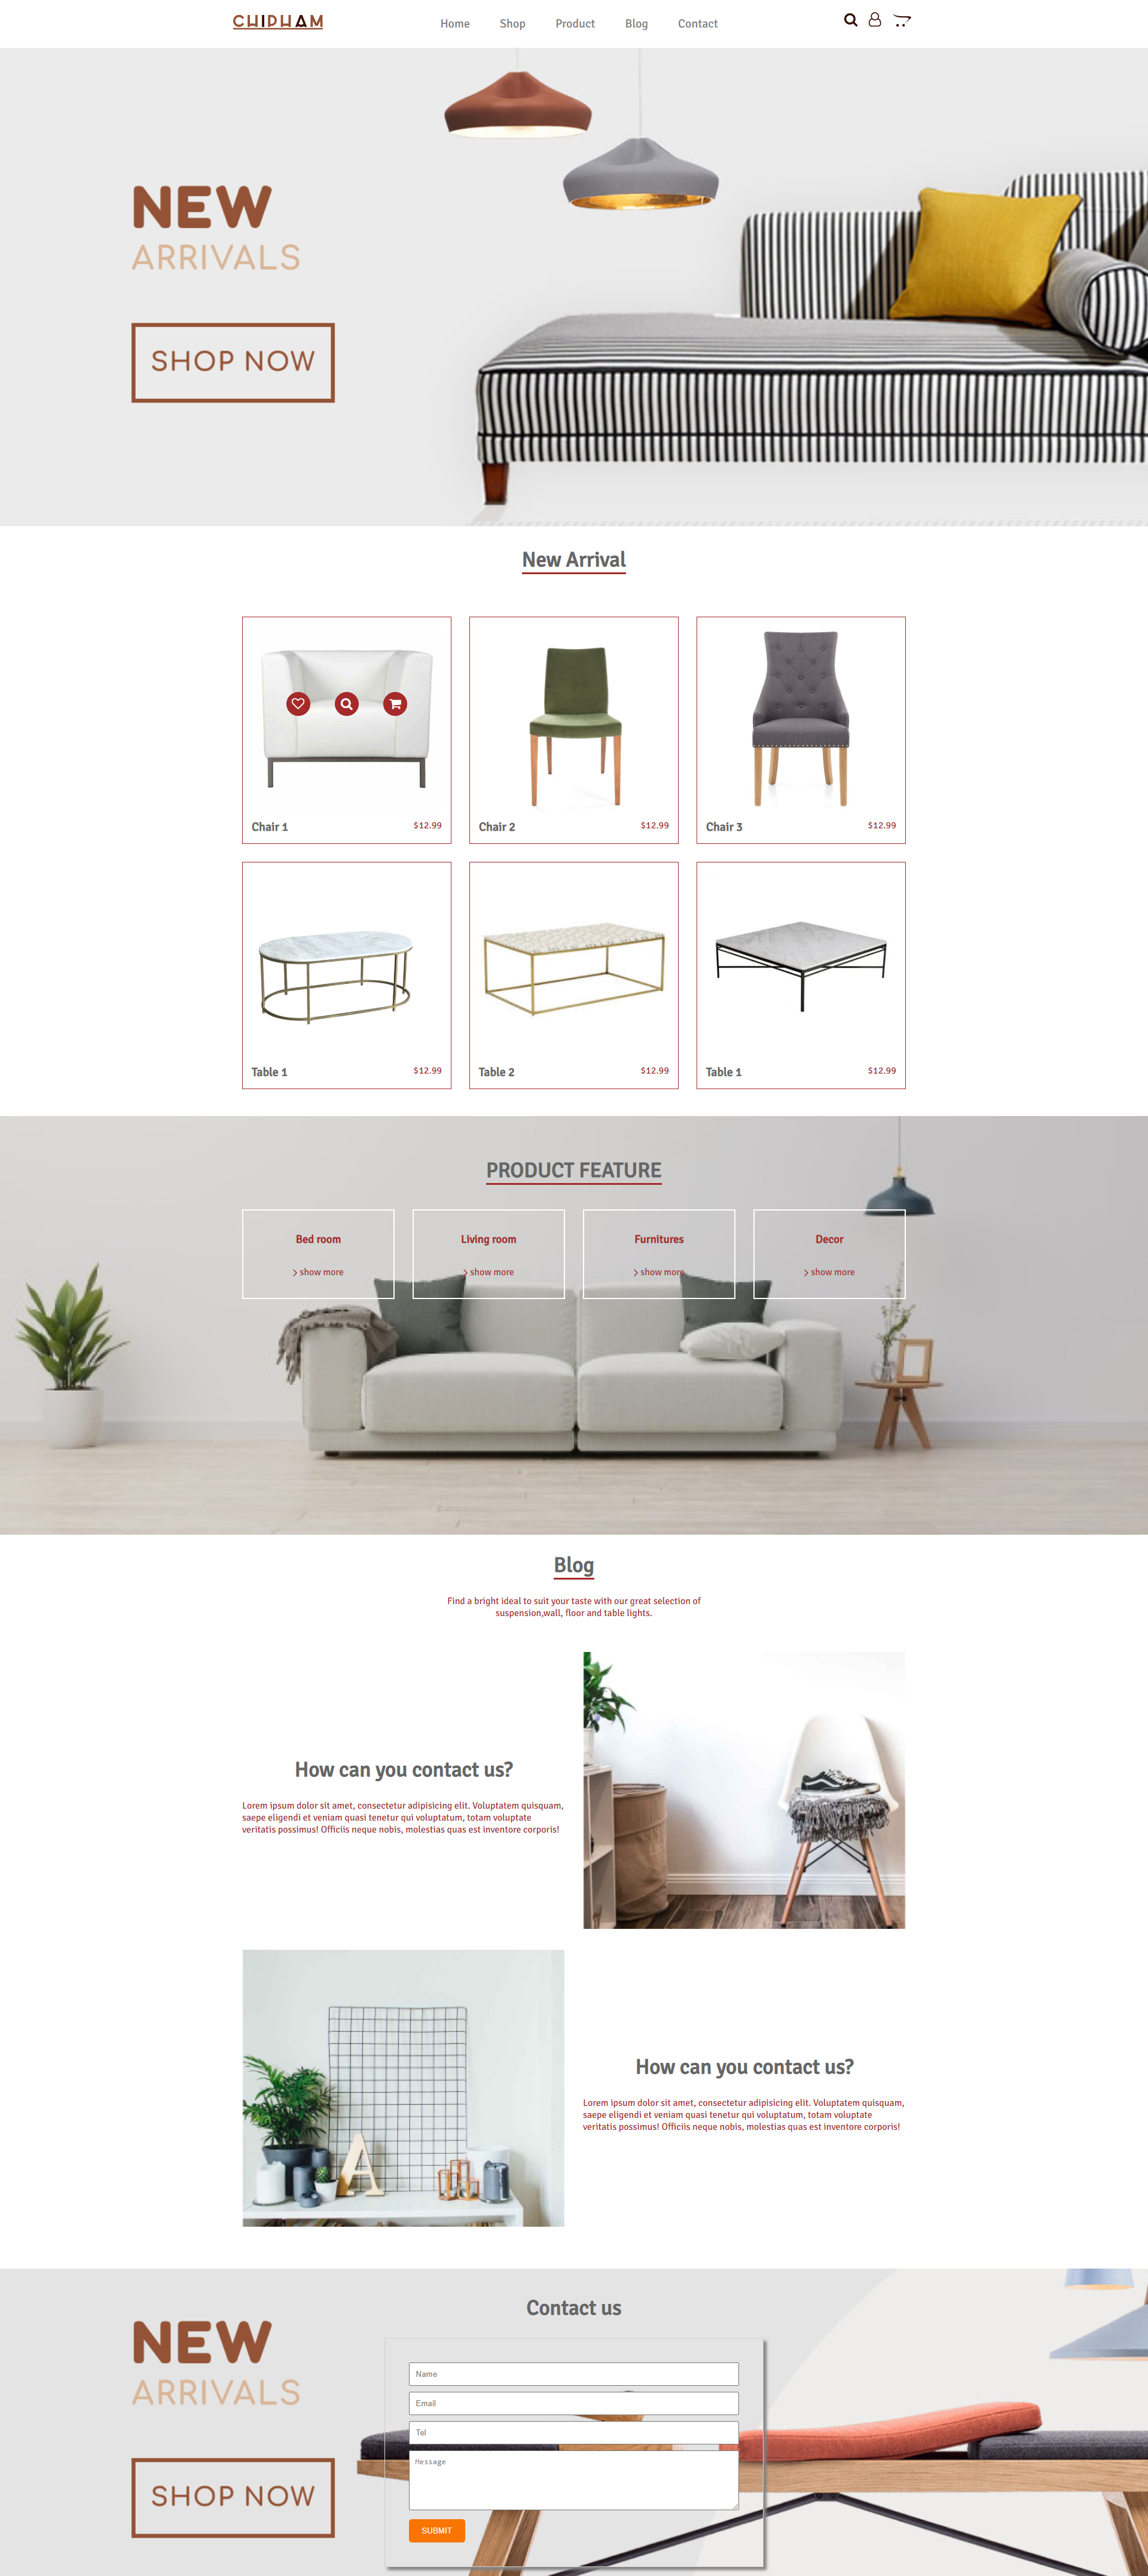 CHIPHAM
Home Shop Product Blog Contact
NEW
ARRIVALS
SHOP NOW
New Arrival
Chair 1 $12.99
Chair 2 $12.99
Chair 3 $12.99
Table 1 $12.99
Table 2 $12.99
Table 1 $12.99
PRODUCT FEATURE
Bed room
show more
Living room
show more
Furnitures
show more
Decor
show more
Blog
Find a bright ideal to suit your taste with our great selection of
suspension,wall, floor and table lights.
How can you contact us?
Lorem ipsum dolor sit amet, consectetur adipisicing elit. Voluptatem quisquam,
saepe eligendi et veniam quasi tenetur qui voluptatum, totam voluptate
veritatis possimus! Officiis neque nobis, molestias quas est inventore corporis!
A
How can you contact us?
Lorem ipsum dolor sit amet, consectetur adipisicing elit. Voluptatem quisquam,
saepe eligendi et veniam quasi tenetur qui voluptatum, totam voluptate
veritatis possimus! Officiis neque nobis, molestias quas est inventore corporis!
NEW
ARRIVALS
SHOP NOW
Contact us
Name
Email
Tel
Message
SUBMIT